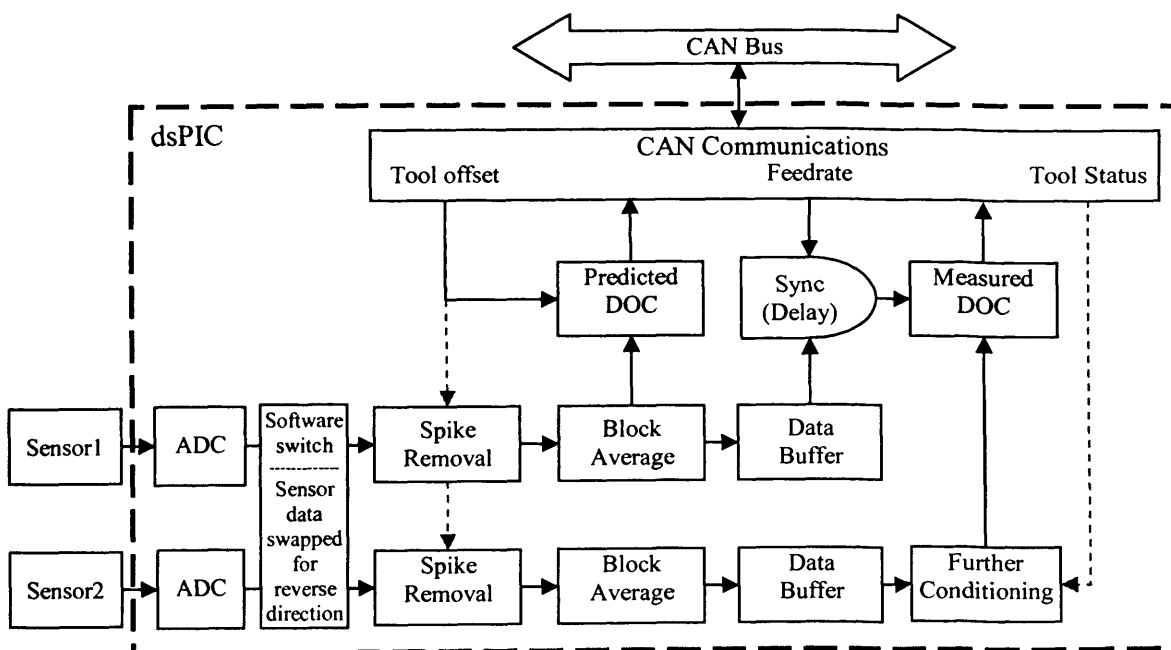 CAN Bus
dsPIC
CAN Communications
Tool offset
Feedrate
Tool Status
Predicted
DOC
Sync
(Delay)
Measured
DOC
Sensor1
ADC
Software
switch
Sensor
data
swapped
for
reverse
direction
Spike
Removal
Block
Average
Data
Buffer
Sensor2
ADC
Spike
Removal
Block
Average
Data
Buffer
Further
Conditioning